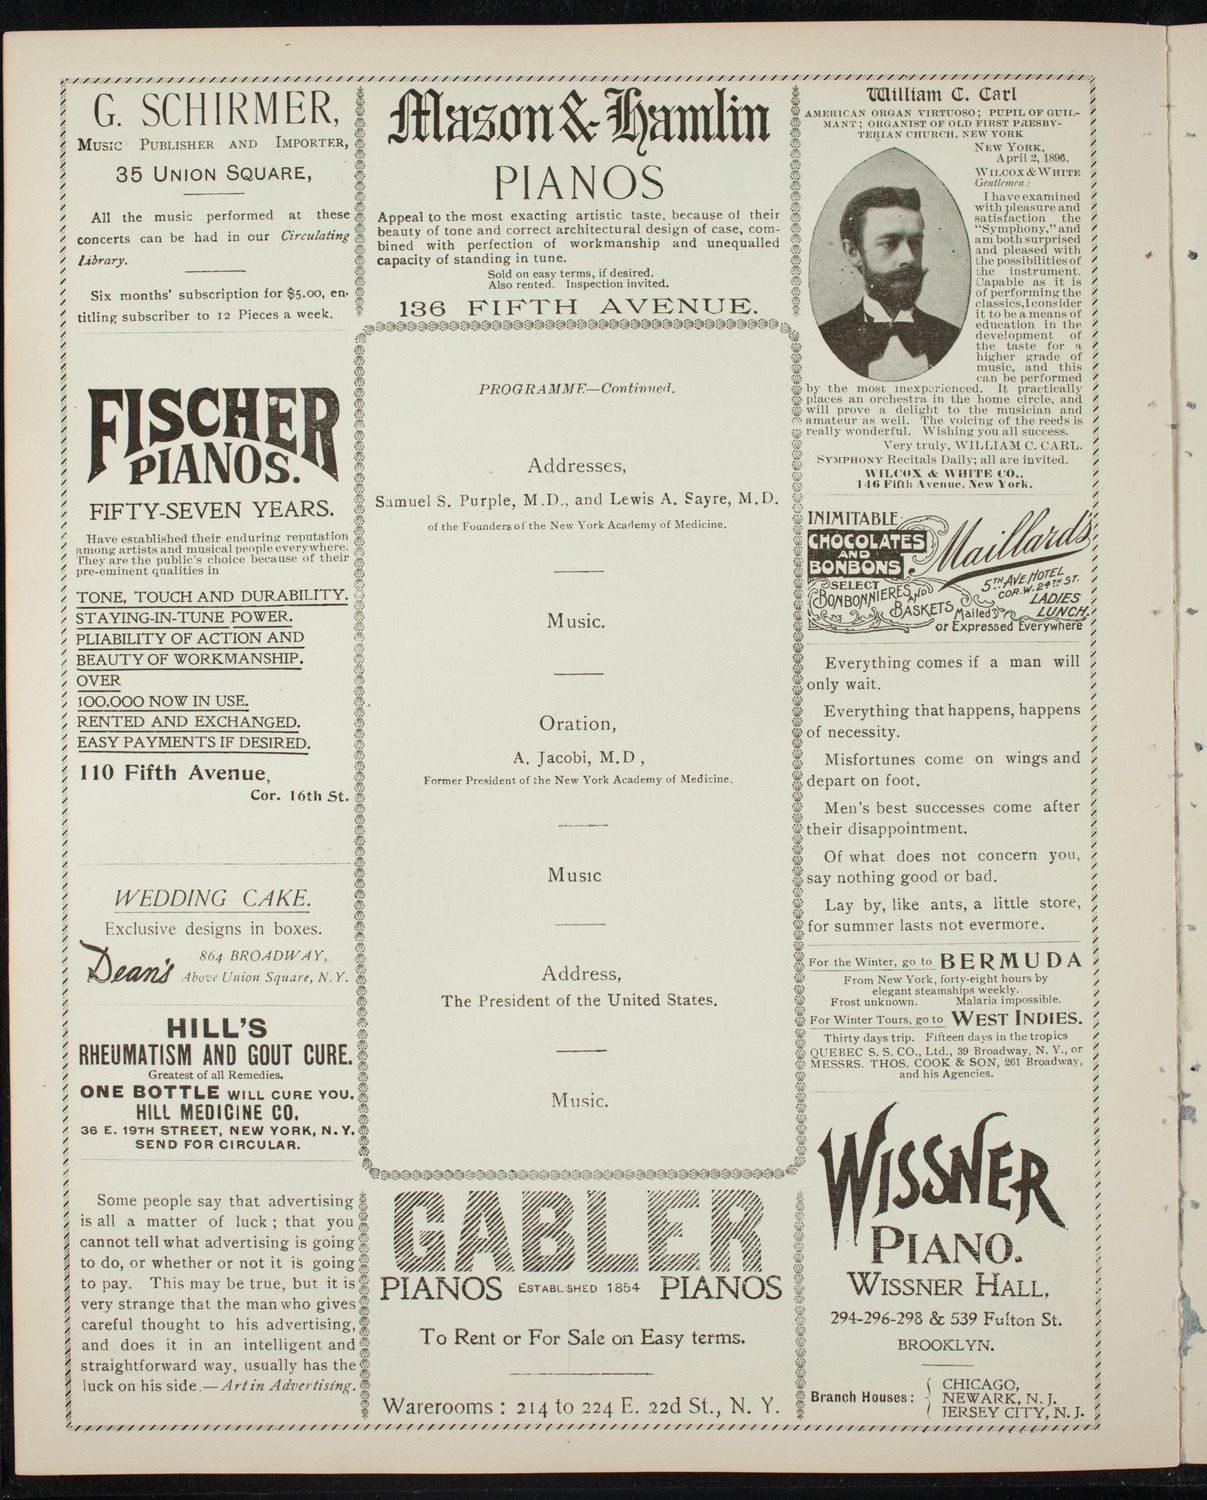 G. SCHIRMER,
MUSIC PUBLISHER AND IMPORTER,
35 UNION SQUARE,
All the music performed at these
concerts can be had in our Circulating
Library.
Six months' subscription for $5.00, en-
titling subscriber to 12 Pieces a week.
FISCHER
PIANOS.
FIFTY-SEVEN YEARS.
Have established their enduring reputation
among artists and musical people everywhere.
They are the public's choice because of their
pre-eminent qualities in
TONE, TOUCH AND DURABILITY.
STAYING-IN-TUNE POWER.
PLIABILITY OF ACTION AND
BEAUTY OF WORKMANSHIP.
OVER
100,000 NOW IN USE.
RENTED AND EXCHANGED.
EASY PAYMENTS IF DESIRED.
110 Fifth Avenue,
Cor. 16th St.
WEDDING CAKE.
Exclusive designs in boxes.
Dean's
864 BROADWAY,
Above Union Square, N. Y.
HILL'S
RHEUMATISM AND GOUT CURE.
Greatest of all Remedies.
ONE BOTTLE WILL CURE YOU.
HILL MEDICINE CO.
36 E. 19TH STREET, NEW YORK, N. Y.
SEND FOR CIRCULAR.
Some people say that advertising
is all a matter of luck; that you
cannot tell what advertising is going
to do, or whether or not it is going
to pay. This may be true, but it is
very strange that the man who gives
careful thought to his advertising,
and does it in an intelligent and
straightforward way, usually has the
luck on his side.—Art in Advertising.
Mason & Hamlin
PIANOS
Appeal to the most exacting artistic taste, because of their
beauty of tone and correct architectural design of case, com-
bined with perfection of workmanship and unequalled
capacity of standing in tune.
Sold on easy terms, if desired.
Also rented. Inspection invited.
136 FIFTH AVENUE.
PROGRAMME—Continued.
Addresses,
Samuel S. Purple, M.D., and Lewis A. Sayre, M.D.
of the Founders of the New York Academy of Medicine.
Music.
Oration,
A. Jacobi, M.D,
Former President of the New York Academy of Medicine.
Music
Address,
The President of the United States.
Music.
GABLER
PIANOS ESTABLISHED 1854 PIANOS
To Rent or For Sale on Easy terms.
Warerooms: 214 to 224 E. 22d St., N. Y.
William C. Carl
AMERICAN ORGAN VIRTUOSO; PUPIL OF GUIL-
MANT; ORGANIST OF OLD FIRST PRESBY-
TERIAN CHURCH, NEW YORK
NEW YORK,
April 2, 1896.
WILCOX & WHITE
Gentlemen:
I have examined
with pleasure and
satisfaction the
"Symphony," and
am both surprised
and pleased with
the possibilities of
the instrument.
Capable as it is
of performing the
classics, I consider
it to be a means of
education in the
development of
the taste for a
higher grade of
music, and this
can be performed
by the most inexperienced. It practically
places an orchestra in the home circle, and
will prove a delight to the musician and
amateur as well. The voicing of the reeds is
really wonderful. Wishing you all success.
Very truly, WILLIAM C. CARL.
SYMPHONY Recitals Daily; all are invited.
WILCOX & WHITE CO.,
146 Fifth Avenue, New York.
INIMITABLE
CHOCOLATES
AND
BONBONS.
Maillard's
SELECT
BONBONNIERES AND
BASKETS
5TH AVE. HOTEL
COR. W. 24TH ST.
LADIES
LUNCH.
Mailed
or Expressed Everywhere
Everything comes if a man will
only wait.
Everything that happens, happens
of necessity.
Misfortunes come on wings and
depart on foot.
Men's best successes come after
their disappointment.
Of what does not concern you,
say nothing good or bad.
Lay by, like ants, a little store,
for summer lasts not evermore.
For the Winter, go to BERMUDA
From New York, forty-eight hours by
elegant steamships weekly.
Frost unknown. Malaria impossible.
For Winter Tours, go to WEST INDIES.
Thirty days trip. Fifteen days in the tropics
QUEBEC S. S. CO., Ltd., 39 Broadway, N. Y., or
MESSRS. THOS. COOK & SON, 261 Broadway,
and his Agencies.
WISSNER
PIANO.
WISSNER HALL,
294-296-298 & 539 Fulton St.
BROOKLYN.
Branch Houses:
CHICAGO,
NEWARK, N. J.
JERSEY CITY, N. J.